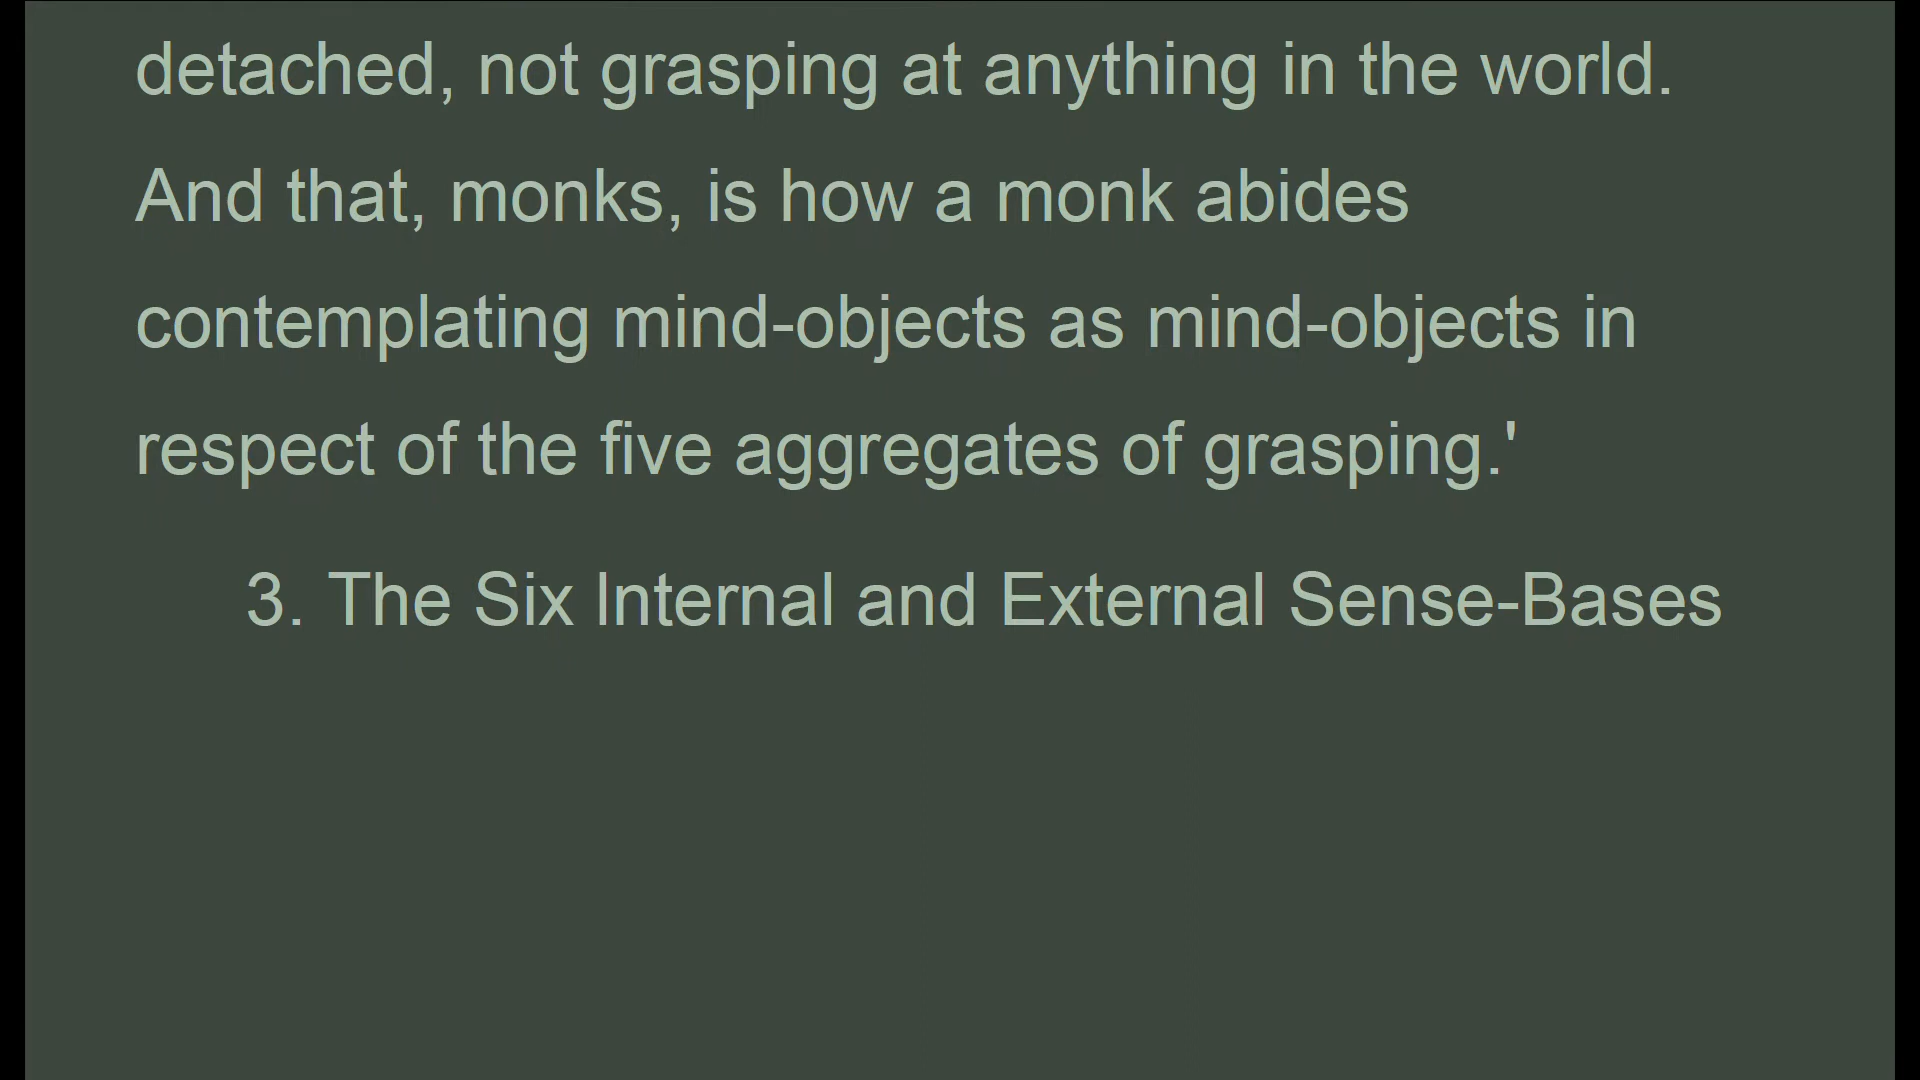 detached, not grasping at anything in the world.
And that, monks, is how a monk abides
contemplating mind-objects as mind-objects in
respect of the five aggregates of grasping.'
3. The Six Internal and External Sense-Bases